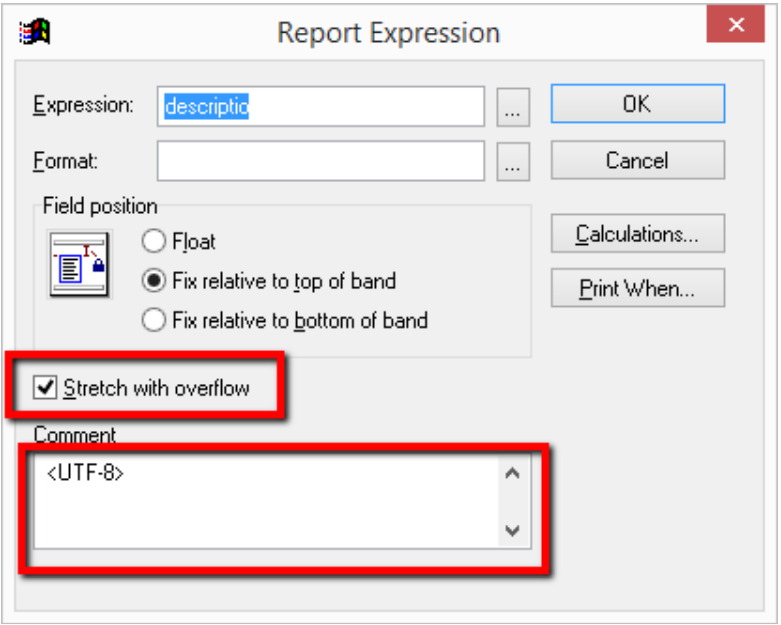 Report Expression
Expression: descriptio ... OK
Format: ... Cancel
Field position
Float
Fix relative to top of band
Fix relative to bottom of band
Calculations...
Print When...
Stretch with overflow
Comment
<UTF-8>